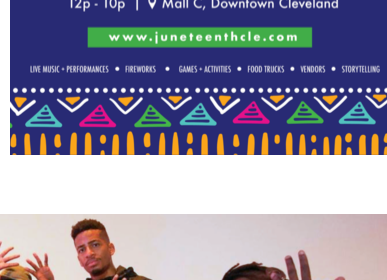 12p - 10p | Mall C, Downtown Cleveland
www.juneteenthcle.com
LIVE MUSIC + PERFORMANCES • FIREWORKS • GAMES + ACTIVITIES • FOOD TRUCKS • VENDORS • STORYTELLING